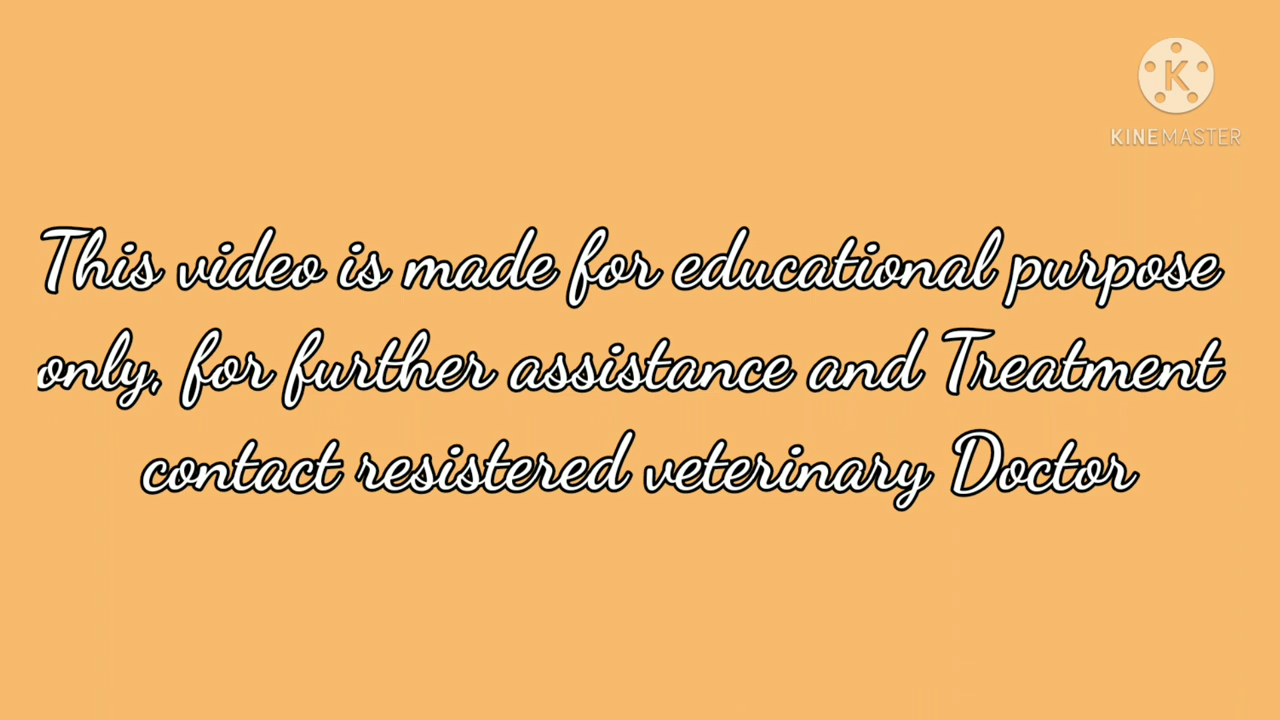 KINEMASTER
This video is made for educational purpose
only, for further assistance and Treatment
contact resistered veterinary Doctor